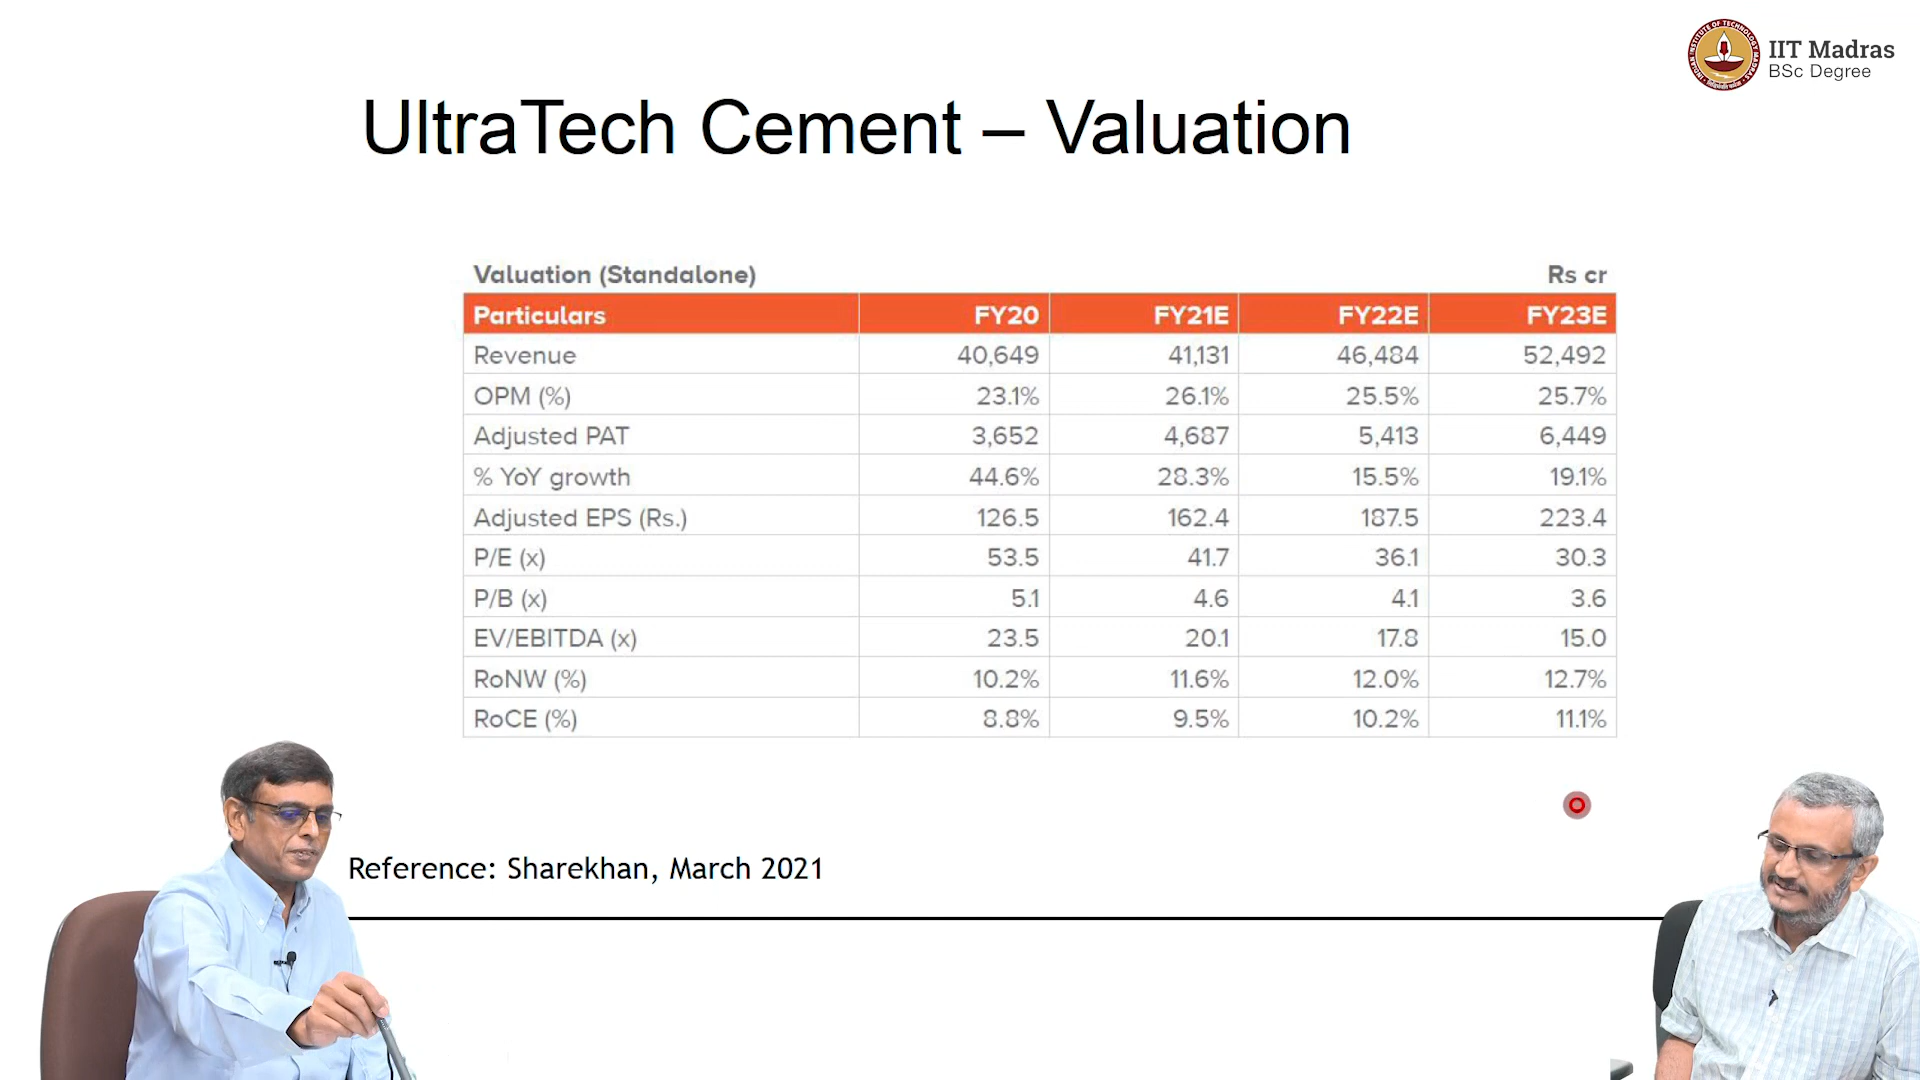 IIT Madras
BSc Degree
UltraTech Cement – Valuation
Valuation (Standalone) Rs cr
Particulars FY20 FY21E FY22E FY23E
Revenue 40,649 41,131 46,484 52,492
OPM (%) 23.1% 26.1% 25.5% 25.7%
Adjusted PAT 3,652 4,687 5,413 6,449
% YoY growth 44.6% 28.3% 15.5% 19.1%
Adjusted EPS (Rs.) 126.5 162.4 187.5 223.4
P/E (x) 53.5 41.7 36.1 30.3
P/B (x) 5.1 4.6 4.1 3.6
EV/EBITDA (x) 23.5 20.1 17.8 15.0
RoNW (%) 10.2% 11.6% 12.0% 12.7%
RoCE (%) 8.8% 9.5% 10.2% 11.1%
Reference: Sharekhan, March 2021